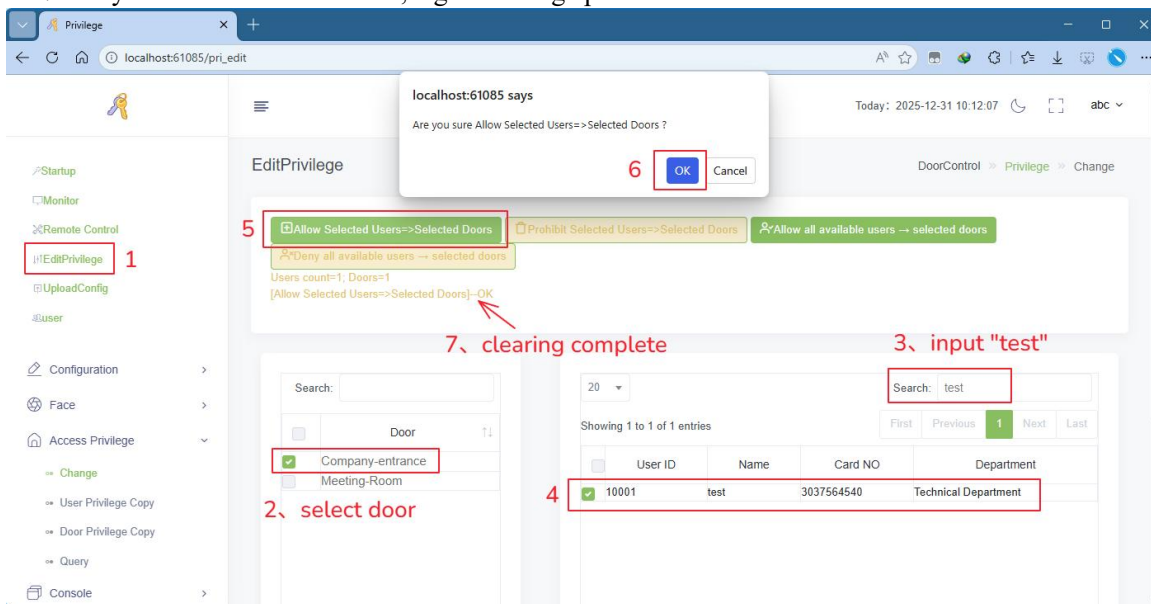 Privilege
localhost:61085/pri_edit
localhost:61085 says
Are you sure Allow Selected Users=>Selected Doors ?
6
OK
Cancel
Today: 2025-12-31 10:12:07
abc
Startup
Monitor
Remote Control
EditPrivilege
1
UploadConfig
user
Configuration
Face
Access Privilege
Change
User Privilege Copy
Door Privilege Copy
Query
Console
EditPrivilege
DoorControl » Privilege » Change
5
Allow Selected Users=>Selected Doors
Prohibit Selected Users=>Selected Doors
Allow all available users → selected doors
Deny all available users → selected doors
Users count=1; Doors=1
[Allow Selected Users=>Selected Doors]--OK
7、clearing complete
3、input "test"
Search:
Door
Company-entrance
Meeting-Room
2、select door
20
Search: test
Showing 1 to 1 of 1 entries
First Previous 1 Next Last
User ID Name Card NO Department
4
10001 test 3037564540 Technical Department